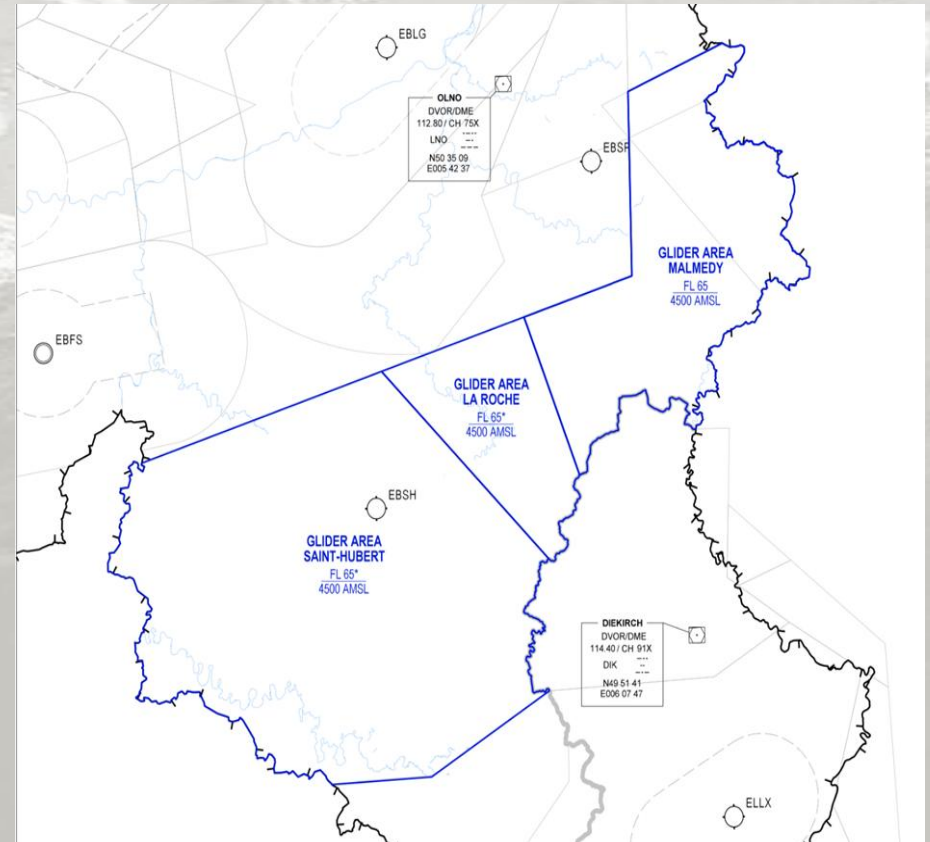 EBLG
OLNO
DVOR/DME
112.80 / CH 75X
LNO
N50 35 09
E005 42 37
EBSP
GLIDER AREA
MALMEDY
FL 65
4500 AMSL
EBFS
GLIDER AREA
LA ROCHE
FL 65*
4500 AMSL
EBSH
GLIDER AREA
SAINT-HUBERT
FL 65*
4500 AMSL
DIEKIRCH
DVOR/DME
114.40 / CH 91X
DIK
N49 51 41
E006 07 47
ELLX